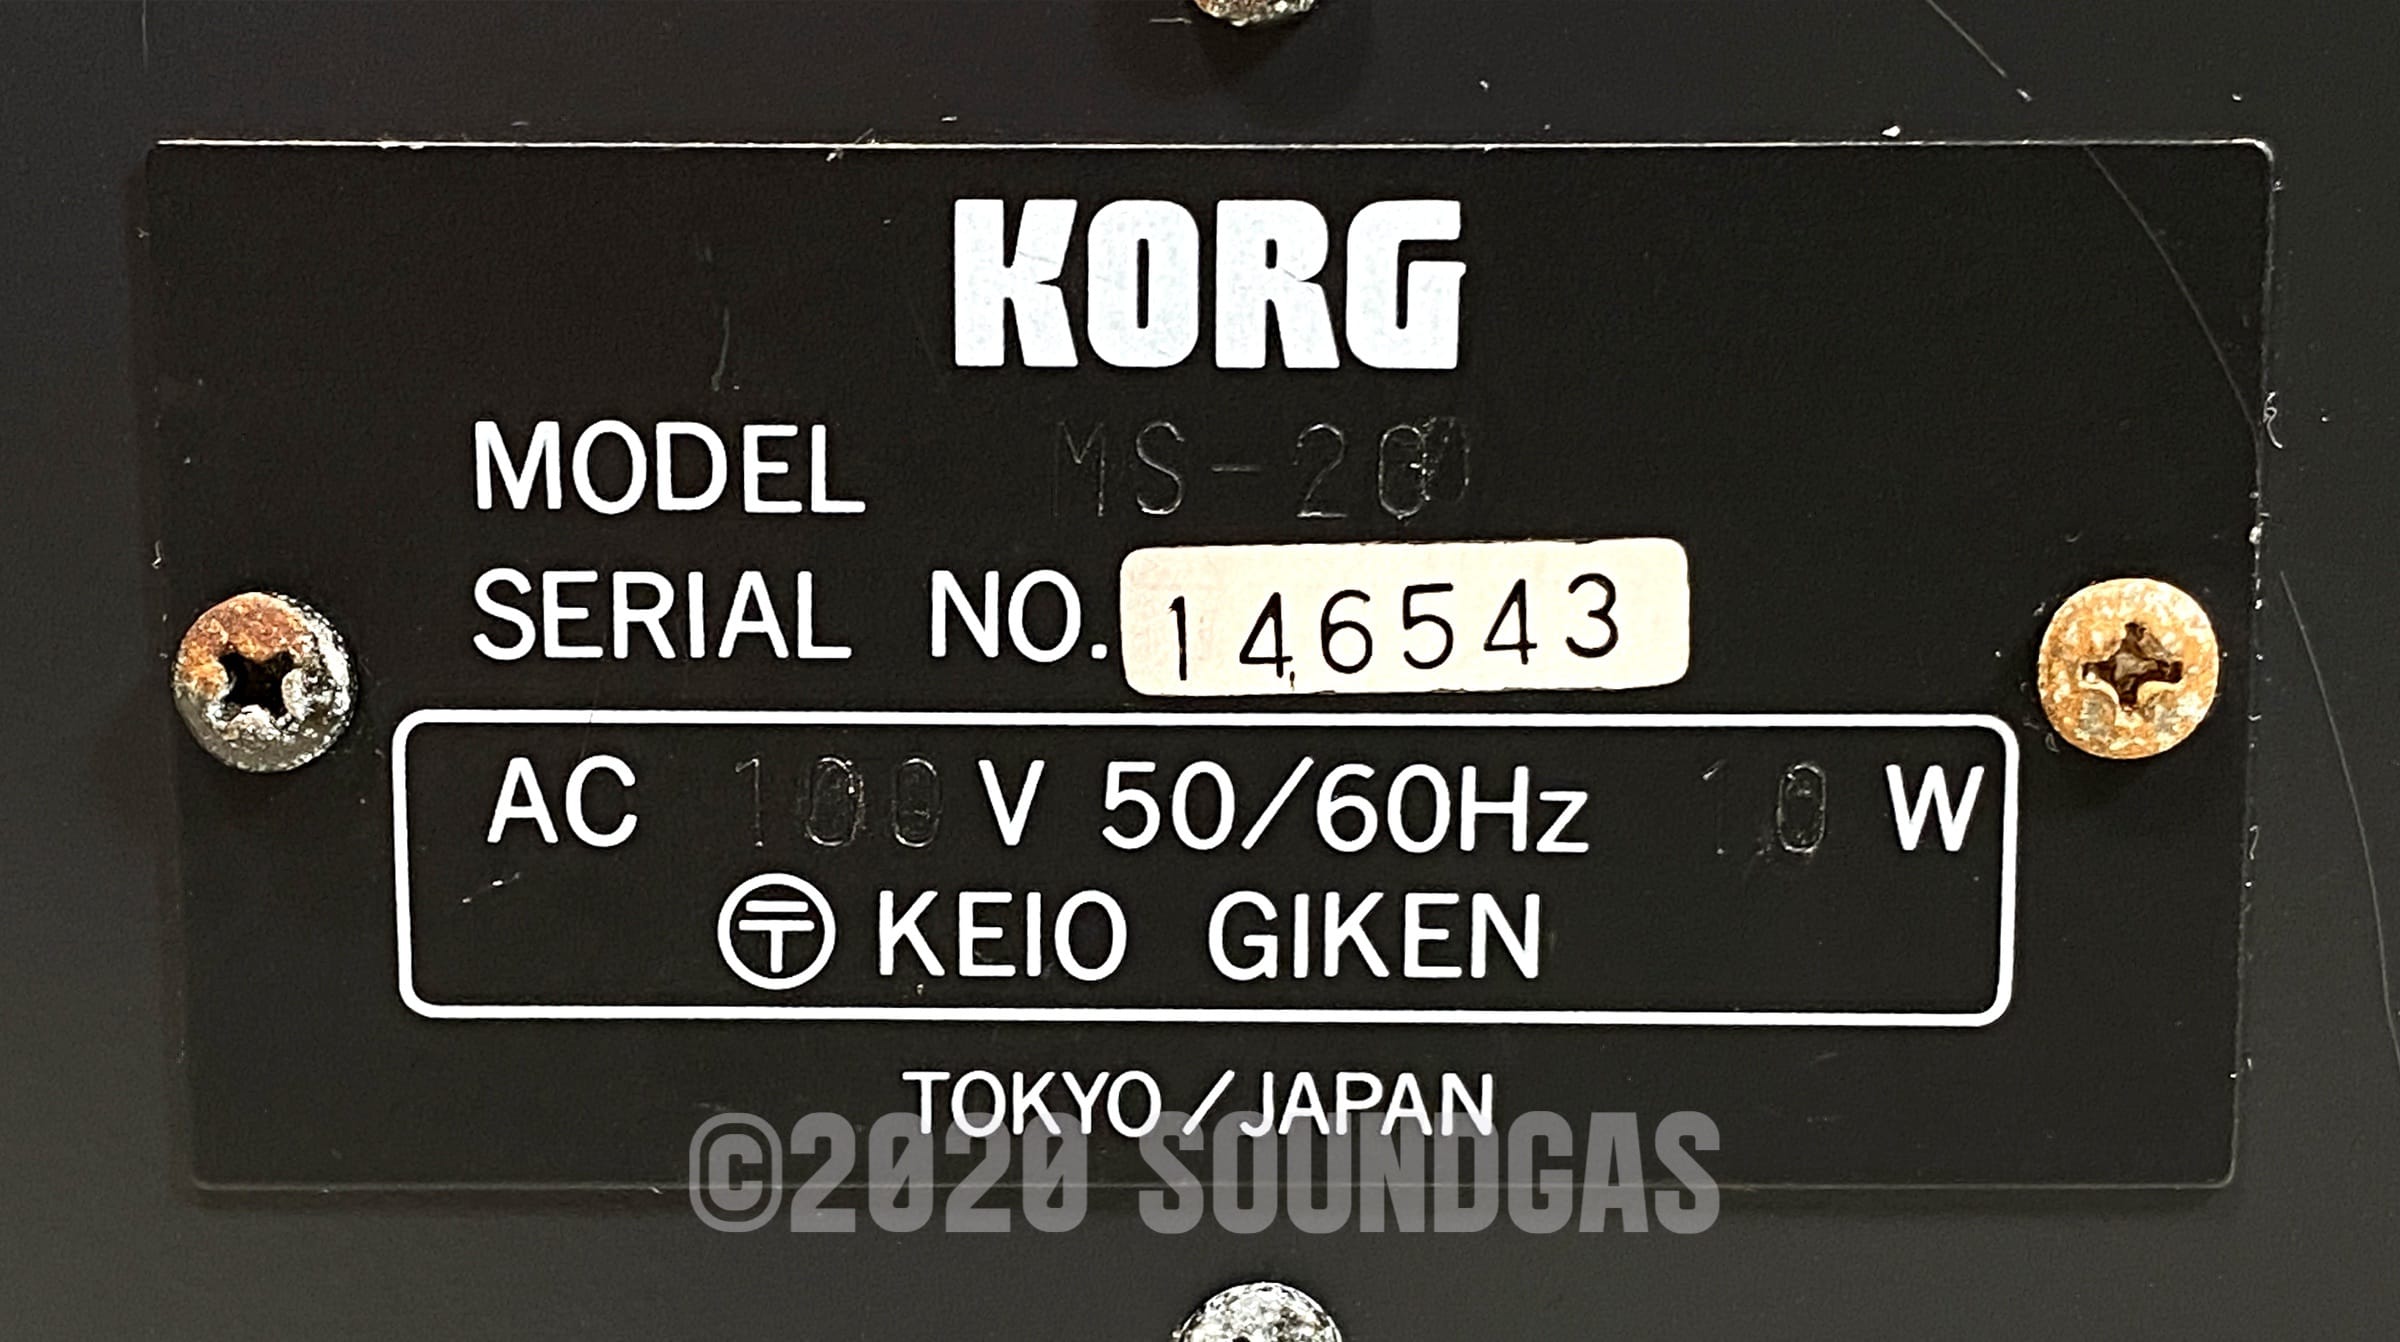 KORG
MODEL MS-20
SERIAL NO. 146543
AC 100 V 50/60Hz 10 W
〶 KEIO GIKEN
TOKYO/JAPAN
©2020 SOUNDGAS